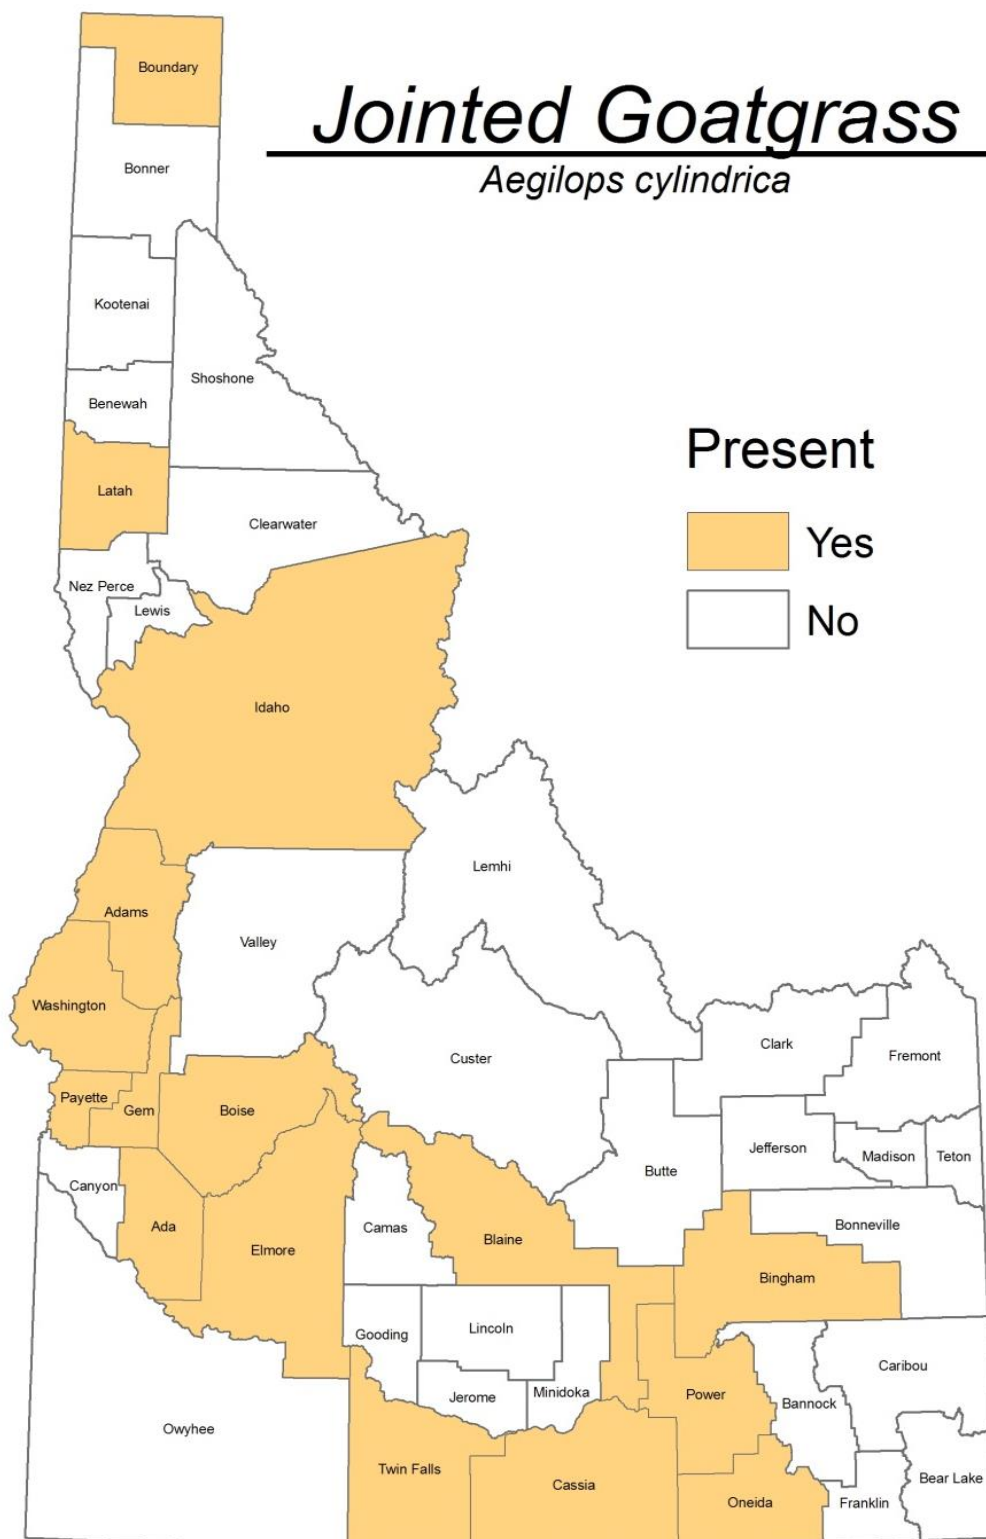 Boundary
Jointed Goatgrass
Aegilops cylindrica
Bonner
Kootenai
Shoshone
Benewah
Present
Latah
Clearwater
Yes
Nez Perce
Lewis
No
Idaho
Lemhi
Adams
Valley
Washington
Clark
Custer
Fremont
Payette
Gem
Boise
Jefferson
Madison
Teton
Butte
Canyon
Ada
Camas
Bonneville
Blaine
Elmore
Bingham
Lincoln
Gooding
Caribou
Minidoka
Jerome
Power
Bannock
Owyhee
Twin Falls
Bear Lake
Cassia
Oneida
Franklin